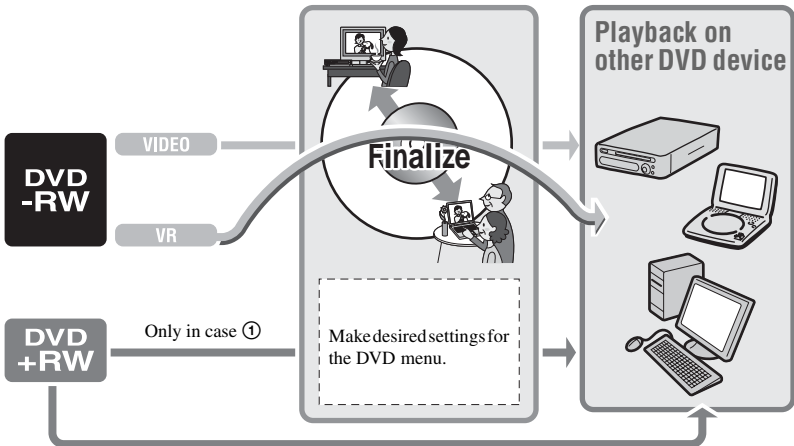 Playback on
other DVD device
VIDEO
Finalize
DVD
-RW
VR
Only in case ①
Make desired settings for
the DVD menu.
DVD
+RW